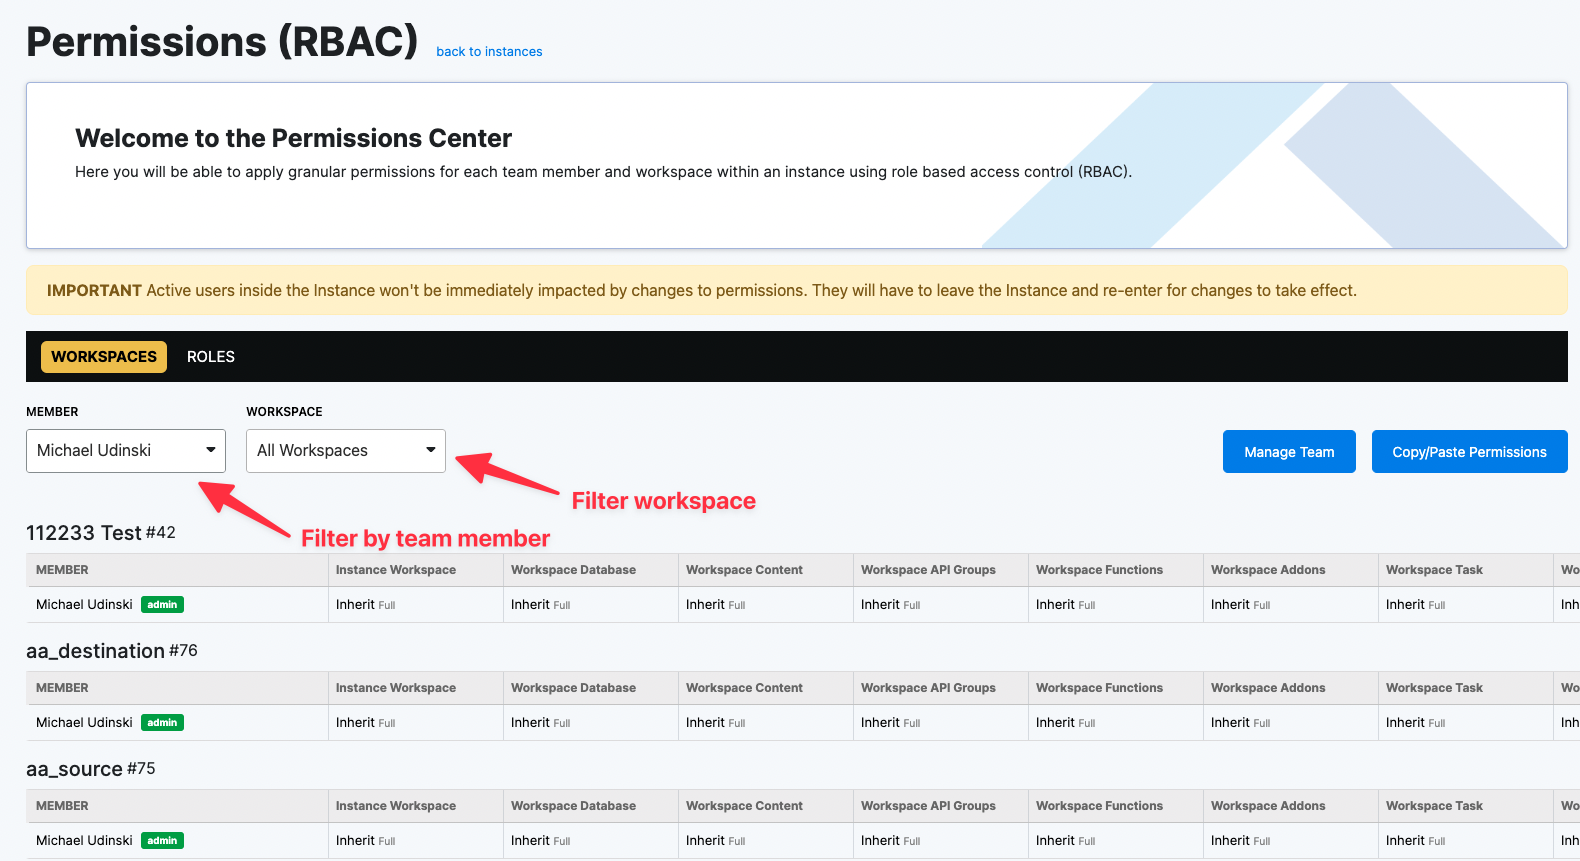 Permissions (RBAC) back to instances
Welcome to the Permissions Center
Here you will be able to apply granular permissions for each team member and workspace within an instance using role based access control (RBAC).
IMPORTANT Active users inside the Instance won't be immediately impacted by changes to permissions. They will have to leave the Instance and re-enter for changes to take effect.
WORKSPACES ROLES
MEMBER WORKSPACE
Michael Udinski All Workspaces Manage Team Copy/Paste Permissions
Filter workspace
Filter by team member
112233 Test #42
MEMBER Instance Workspace Workspace Database Workspace Content Workspace API Groups Workspace Functions Workspace Addons Workspace Task Wo
Michael Udinski admin Inherit Full Inherit Full Inherit Full Inherit Full Inherit Full Inherit Full Inherit Full Inh
aa_destination #76
MEMBER Instance Workspace Workspace Database Workspace Content Workspace API Groups Workspace Functions Workspace Addons Workspace Task Wo
Michael Udinski admin Inherit Full Inherit Full Inherit Full Inherit Full Inherit Full Inherit Full Inherit Full Inh
aa_source #75
MEMBER Instance Workspace Workspace Database Workspace Content Workspace API Groups Workspace Functions Workspace Addons Workspace Task Wo
Michael Udinski admin Inherit Full Inherit Full Inherit Full Inherit Full Inherit Full Inherit Full Inherit Full Inh